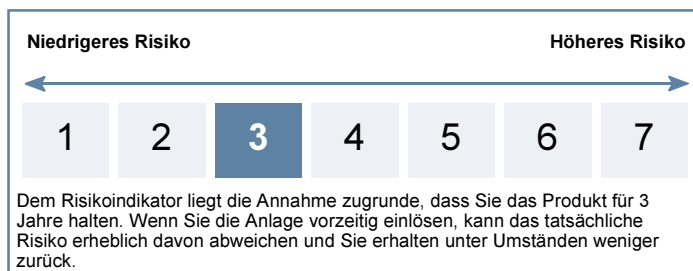 Niedrigeres Risiko Höheres Risiko
1 2 3 4 5 6 7
Dem Risikoindikator liegt die Annahme zugrunde, dass Sie das Produkt für 3
Jahre halten. Wenn Sie die Anlage vorzeitig einlösen, kann das tatsächliche
Risiko erheblich davon abweichen und Sie erhalten unter Umständen weniger
zurück.